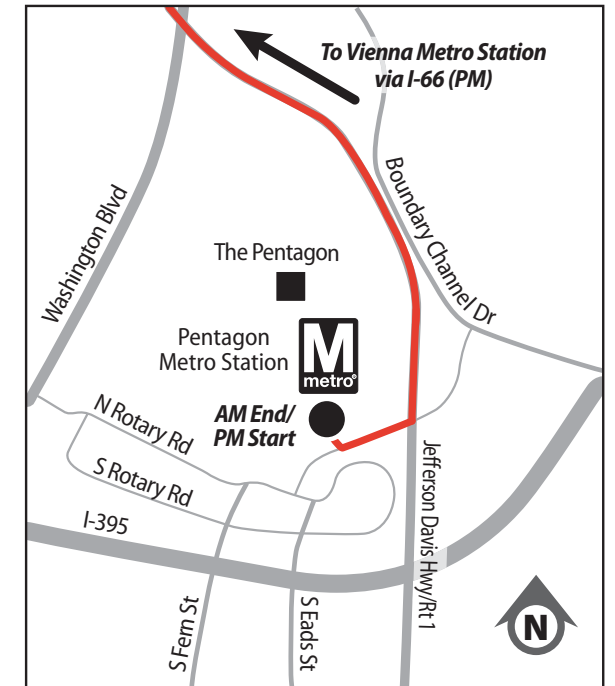 To Vienna Metro Station
via I-66 (PM)
Washington Blvd
Boundary Channel Dr
The Pentagon
Pentagon
Metro Station
M
metro®
AM End/
PM Start
N Rotary Rd
S Rotary Rd
I-395
Jefferson Davis Hwy/Rt 1
S Fern St
S Eads St
N